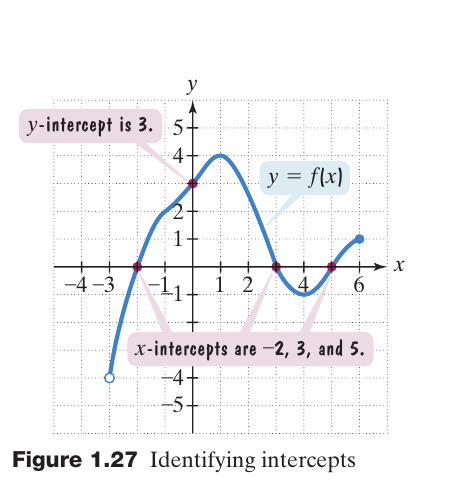 y
y-intercept is 3.
5
4
y = f(x)
2
1
x
−4 −3 −1 1 2 4 6
−1
x-intercepts are −2, 3, and 5.
−4
−5
Figure 1.27 Identifying intercepts